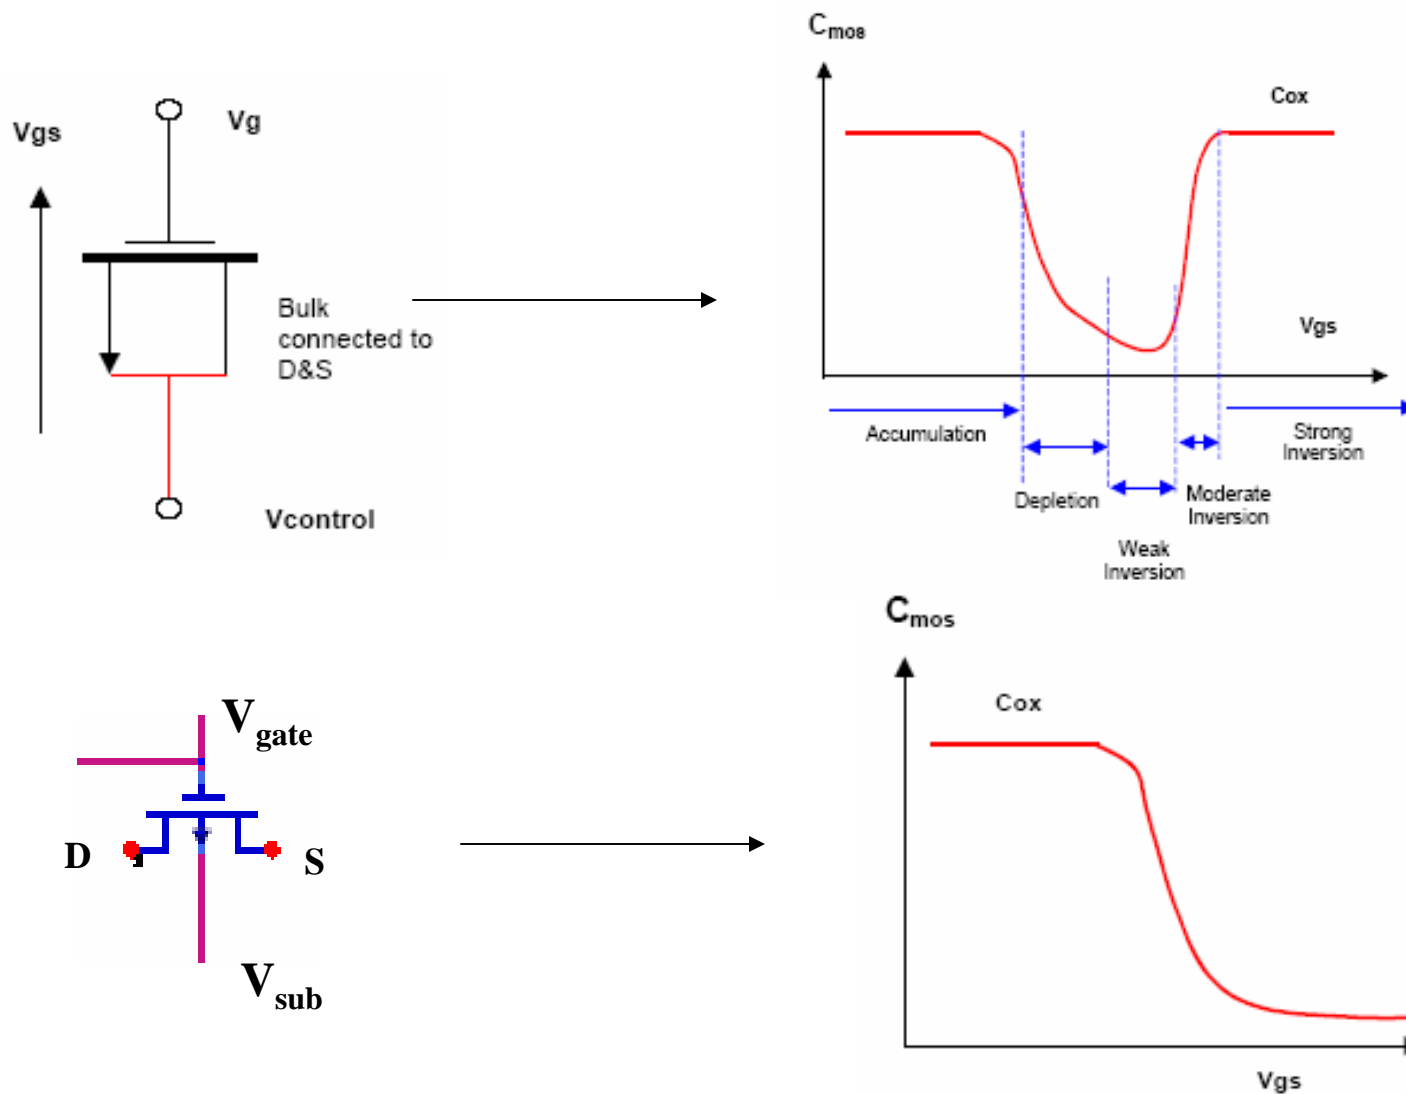 Cmos
Vgs
Vg
Cox
Bulk
connected to
D&S
Vgs
Vcontrol
Accumulation
Strong
Inversion
Depletion
Moderate
Inversion
Weak
Inversion
Cmos
Cox
Vgate
D
S
Vsub
Vgs